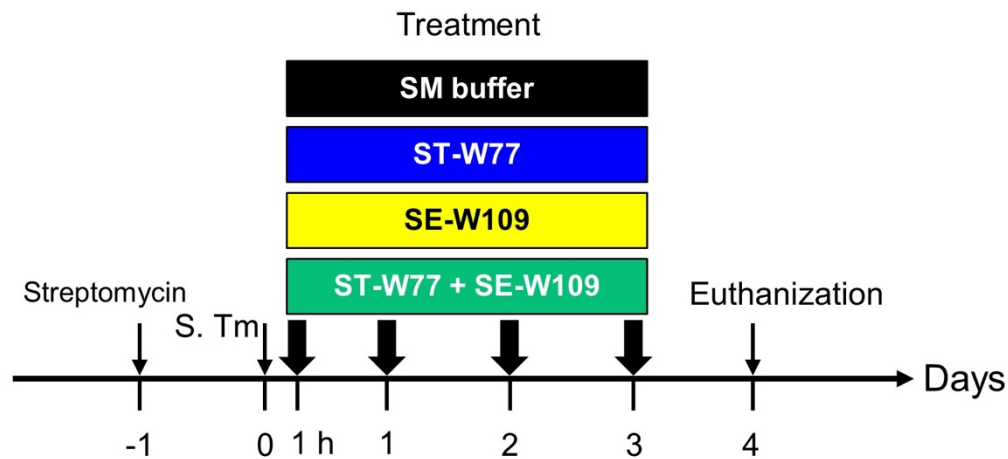 Treatment
SM buffer
ST-W77
SE-W109
ST-W77 + SE-W109
Streptomycin
S. Tm
Euthanization
Days
-1 0 1 h 1 2 3 4